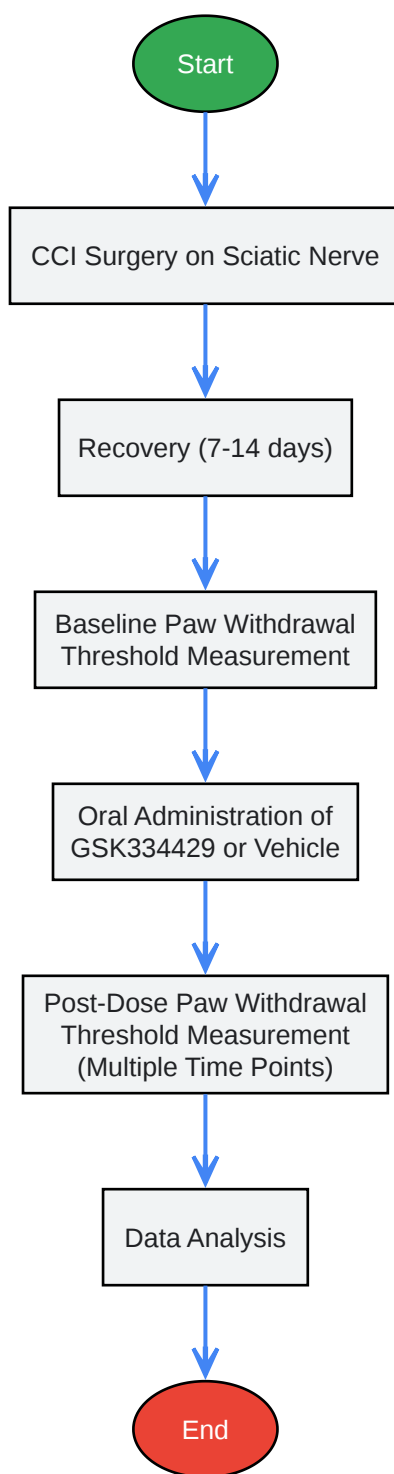 Start
CCI Surgery on Sciatic Nerve
Recovery (7-14 days)
Baseline Paw Withdrawal
Threshold Measurement
Oral Administration of
GSK334429 or Vehicle
Post-Dose Paw Withdrawal
Threshold Measurement
(Multiple Time Points)
Data Analysis
End